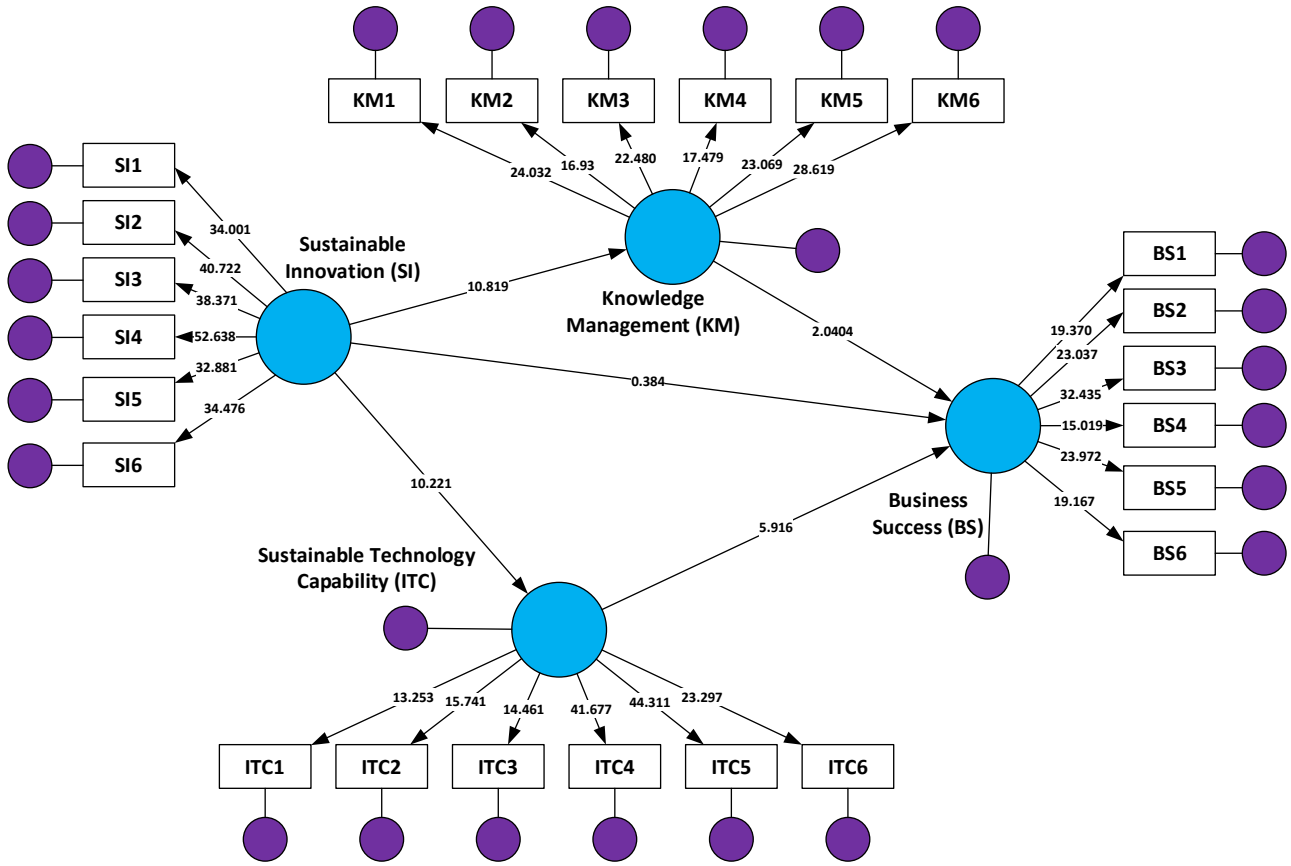 KM1 KM2 KM3 KM4 KM5 KM6
24.032 16.93 22.480 17.479 23.069 28.619
SI1
SI2
SI3
SI4
SI5
SI6
34.001
40.722
38.371
52.638
32.881
34.476
Sustainable
Innovation (SI)
10.819
Knowledge
Management (KM)
2.0404
0.384
10.221
5.916
BS1
BS2
BS3
BS4
BS5
BS6
19.370
23.037
32.435
15.019
23.972
19.167
Business
Success (BS)
Sustainable Technology
Capability (ITC)
13.253 15.741 14.461 41.677 44.311 23.297
ITC1 ITC2 ITC3 ITC4 ITC5 ITC6